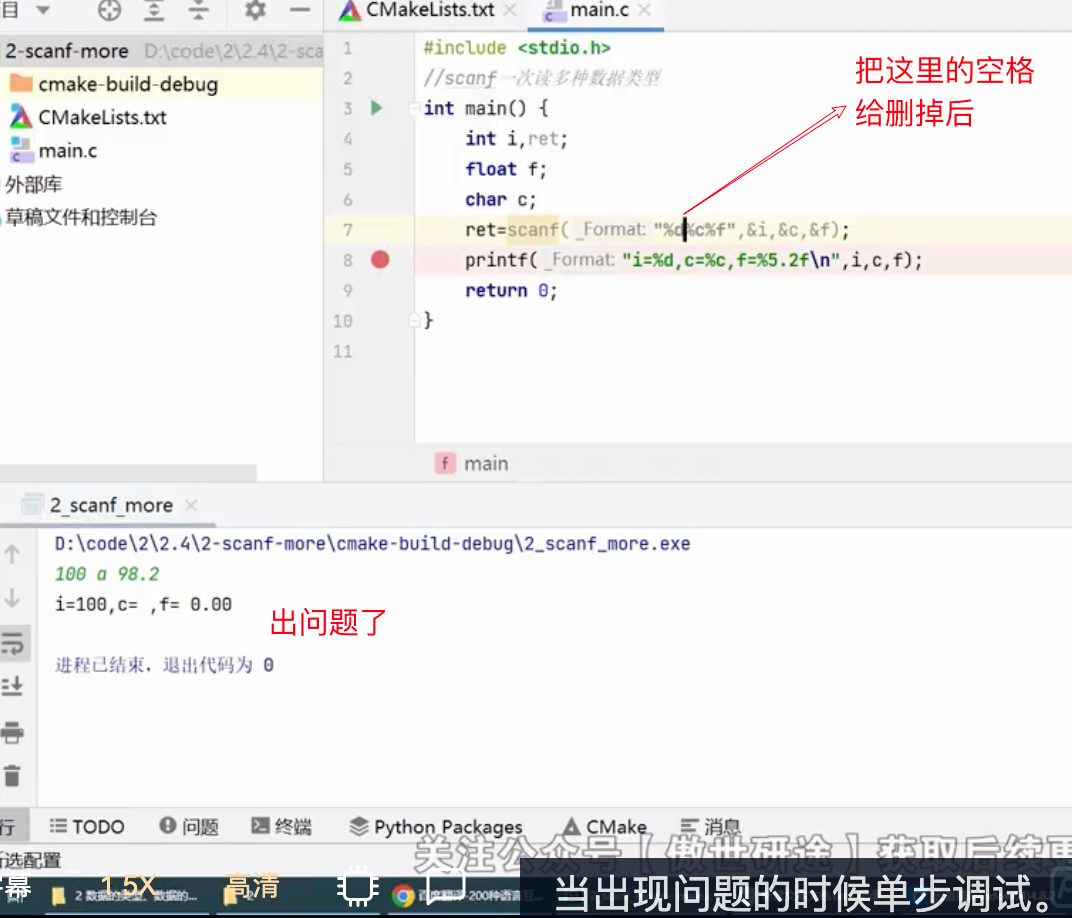 CMakeLists.txt
main.c
2-scanf-more D:\code\2\2.4\2-sca
cmake-build-debug
CMakeLists.txt
main.c
外部库
草稿文件和控制台
1 #include <stdio.h>
2 //scanf一次读多种数据类型
3 int main() {
4 int i,ret;
5 float f;
6 char c;
7 ret=scanf( _Format: "%d%c%f",&i,&c,&f);
8 printf( _Format: "i=%d,c=%c,f=%5.2f\n",i,c,f);
9 return 0;
10 }
11
把这里的空格
给删掉后
f main
2_scanf_more
D:\code\2\2.4\2-scanf-more\cmake-build-debug\2_scanf_more.exe
100 a 98.2
i=100,c= ,f= 0.00
出问题了
进程已结束，退出代码为 0
行 TODO 问题 终端 Python Packages CMake 消息
选配置
关注公众号【傲世研途】获取后续更
幕 1.5X 高清
2 数据的类型、数据的...
当出现问题的时候单步调试。